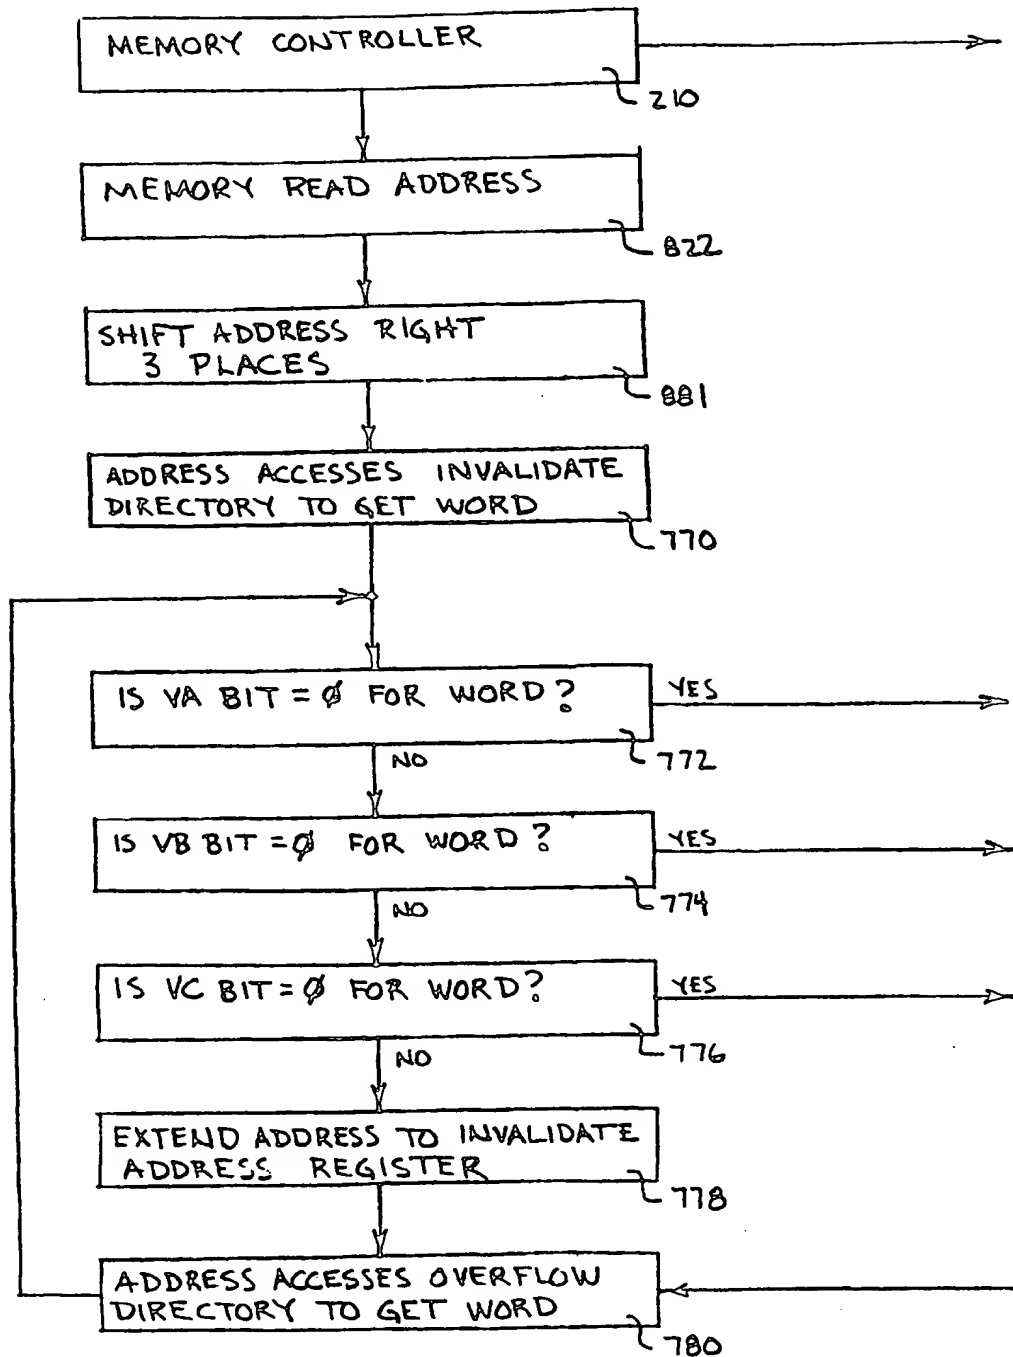 MEMORY CONTROLLER
210
MEMORY READ ADDRESS
822
SHIFT ADDRESS RIGHT
3 PLACES
881
ADDRESS ACCESSES INVALIDATE
DIRECTORY TO GET WORD
770
IS VA BIT = Ø FOR WORD?
YES
772
NO
IS VB BIT = Ø FOR WORD?
YES
774
NO
IS VC BIT = Ø FOR WORD?
YES
776
NO
EXTEND ADDRESS TO INVALIDATE
ADDRESS REGISTER
778
ADDRESS ACCESSES OVERFLOW
DIRECTORY TO GET WORD
780